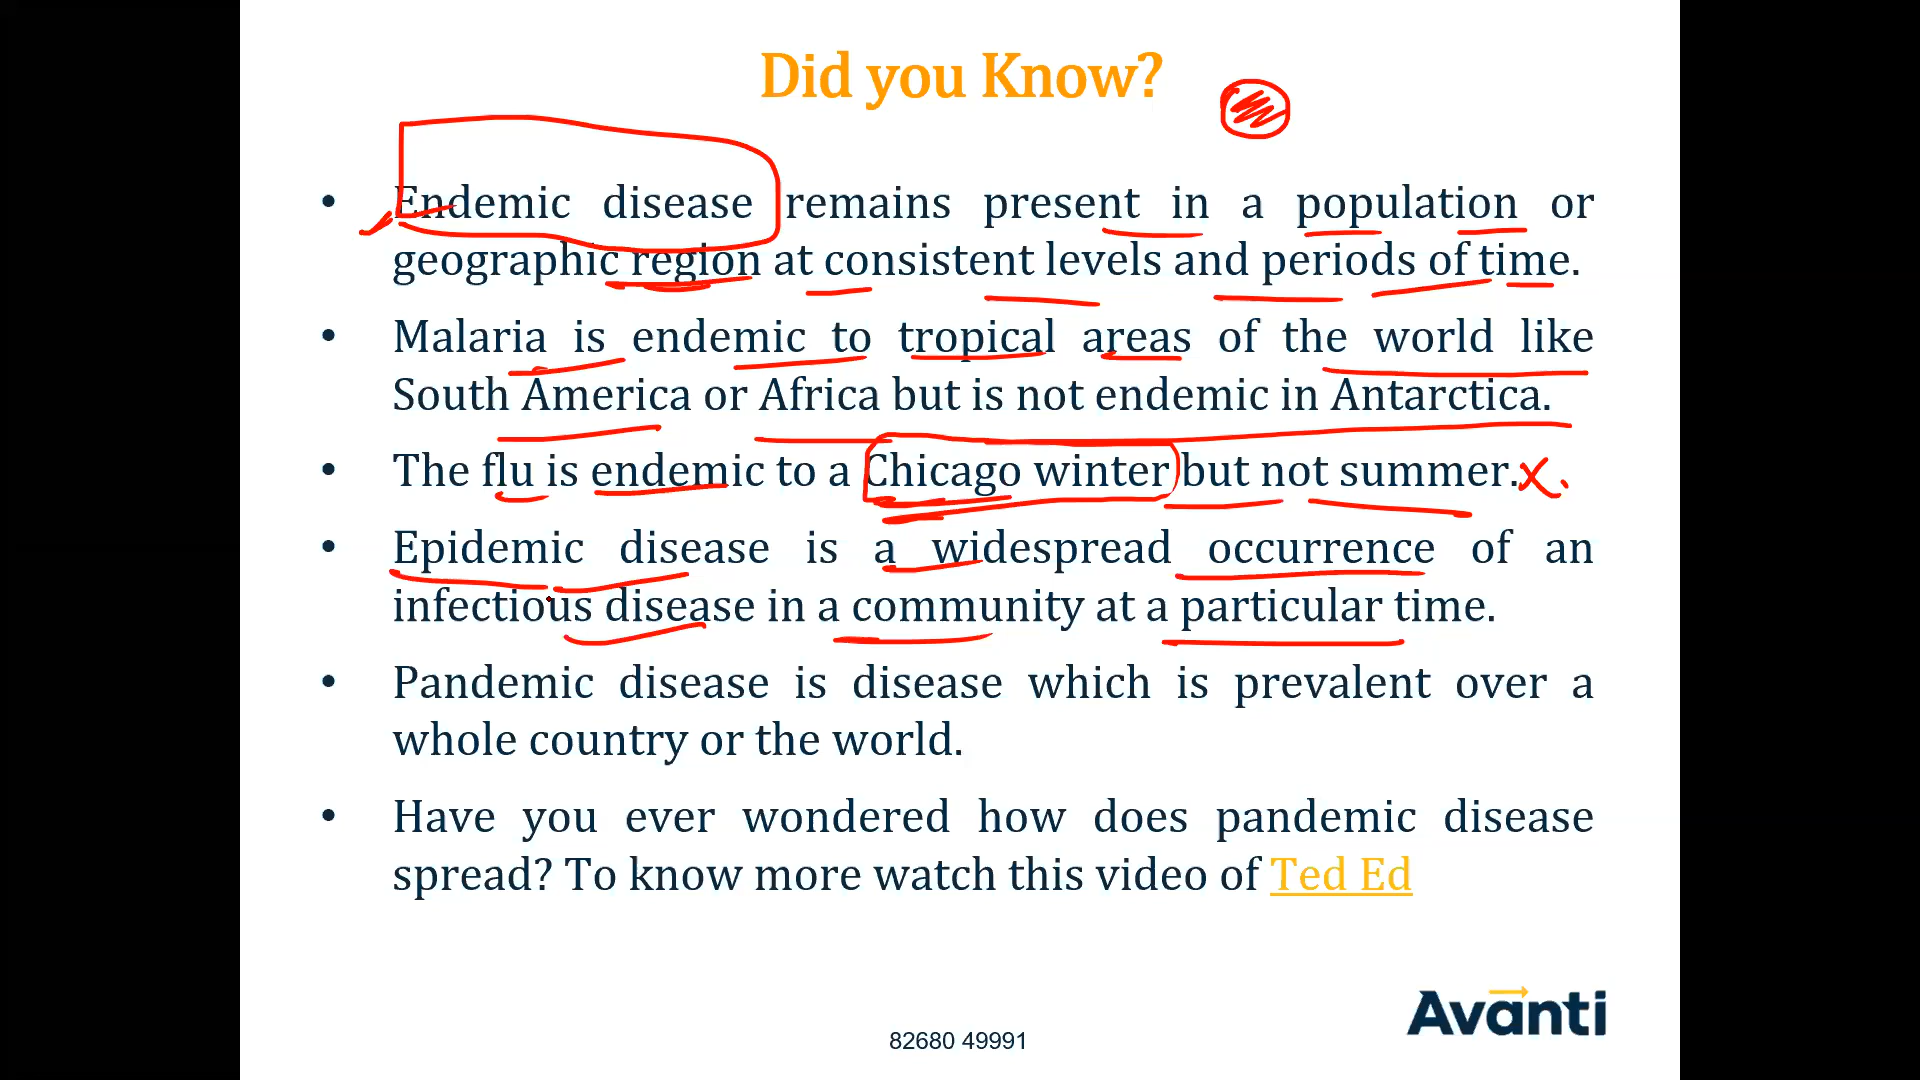 Did you Know?
• Endemic disease remains present in a population or
geographic region at consistent levels and periods of time.
• Malaria is endemic to tropical areas of the world like
South America or Africa but is not endemic in Antarctica.
• The flu is endemic to a Chicago winter but not summer.
• Epidemic disease is a widespread occurrence of an
infectious disease in a community at a particular time.
• Pandemic disease is disease which is prevalent over a
whole country or the world.
• Have you ever wondered how does pandemic disease
spread? To know more watch this video of Ted Ed
Avanti
82680 49991